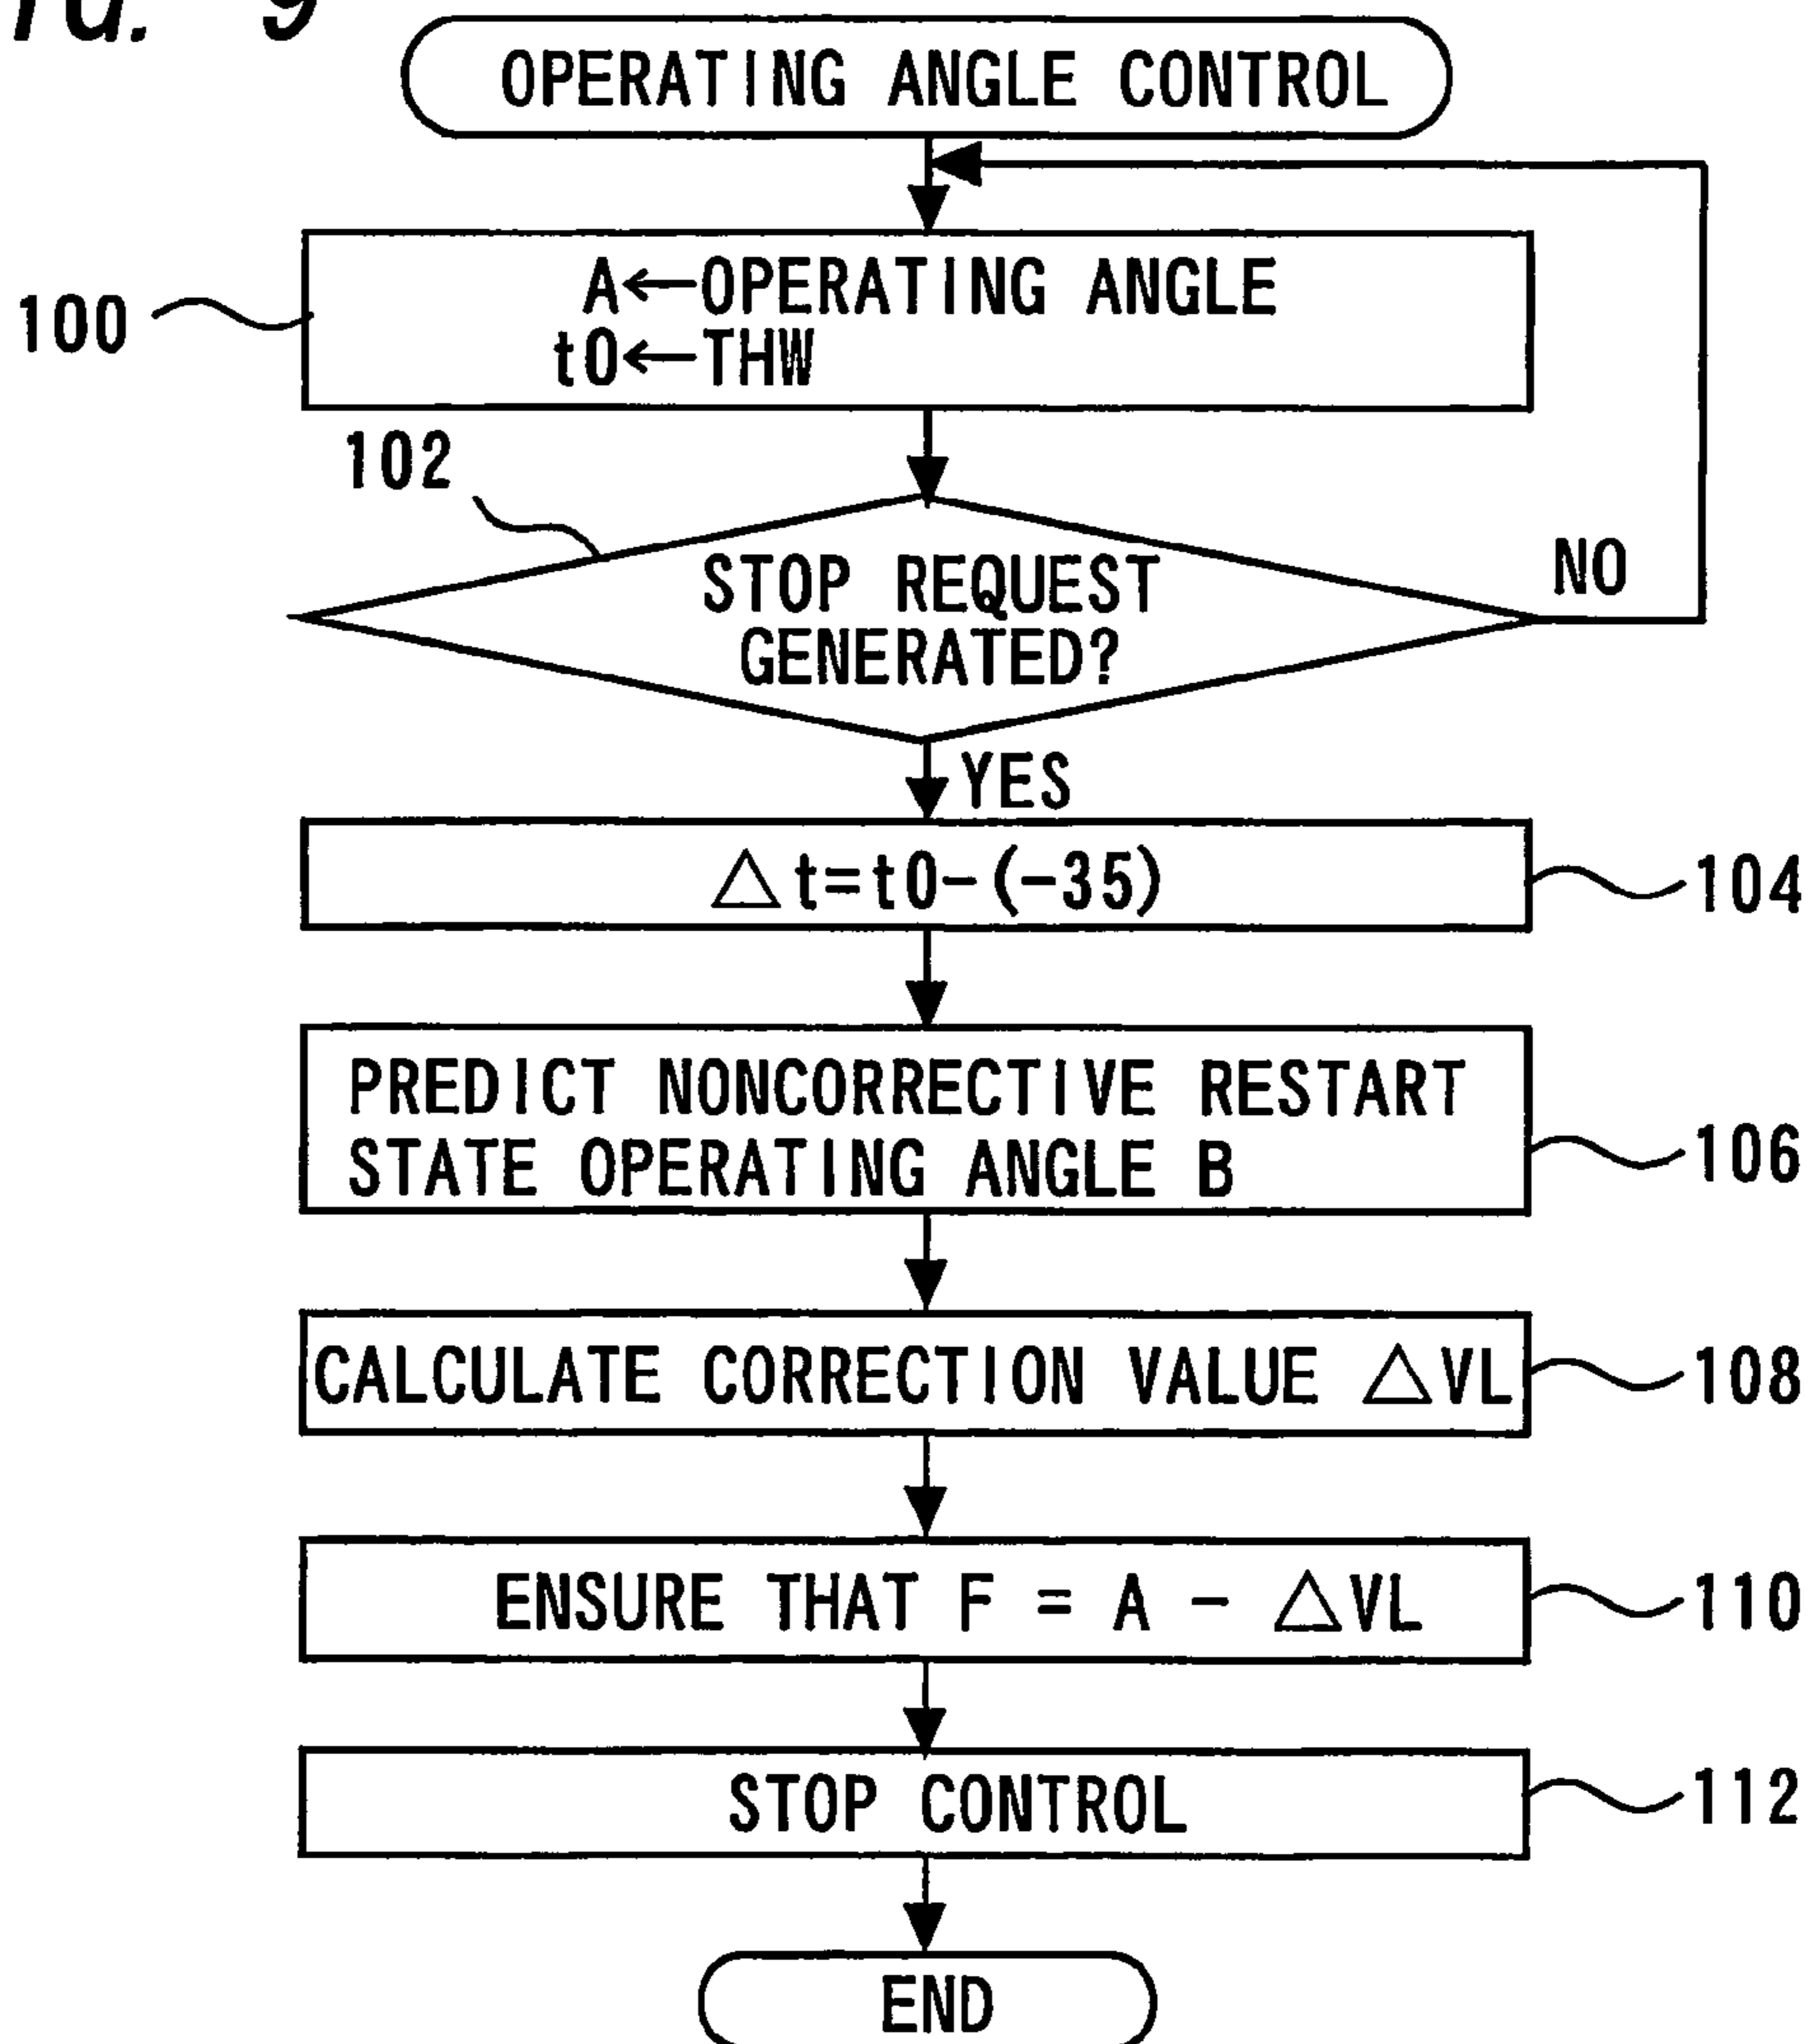 9
OPERATING ANGLE CONTROL
A←OPERATING ANGLE
t0←THW
100
102
STOP REQUEST
GENERATED?
NO
YES
△t=t0-(-35)
104
PREDICT NONCORRECTIVE RESTART
STATE OPERATING ANGLE B
106
CALCULATE CORRECTION VALUE △VL
108
ENSURE THAT F = A - △VL
110
STOP CONTROL
112
END